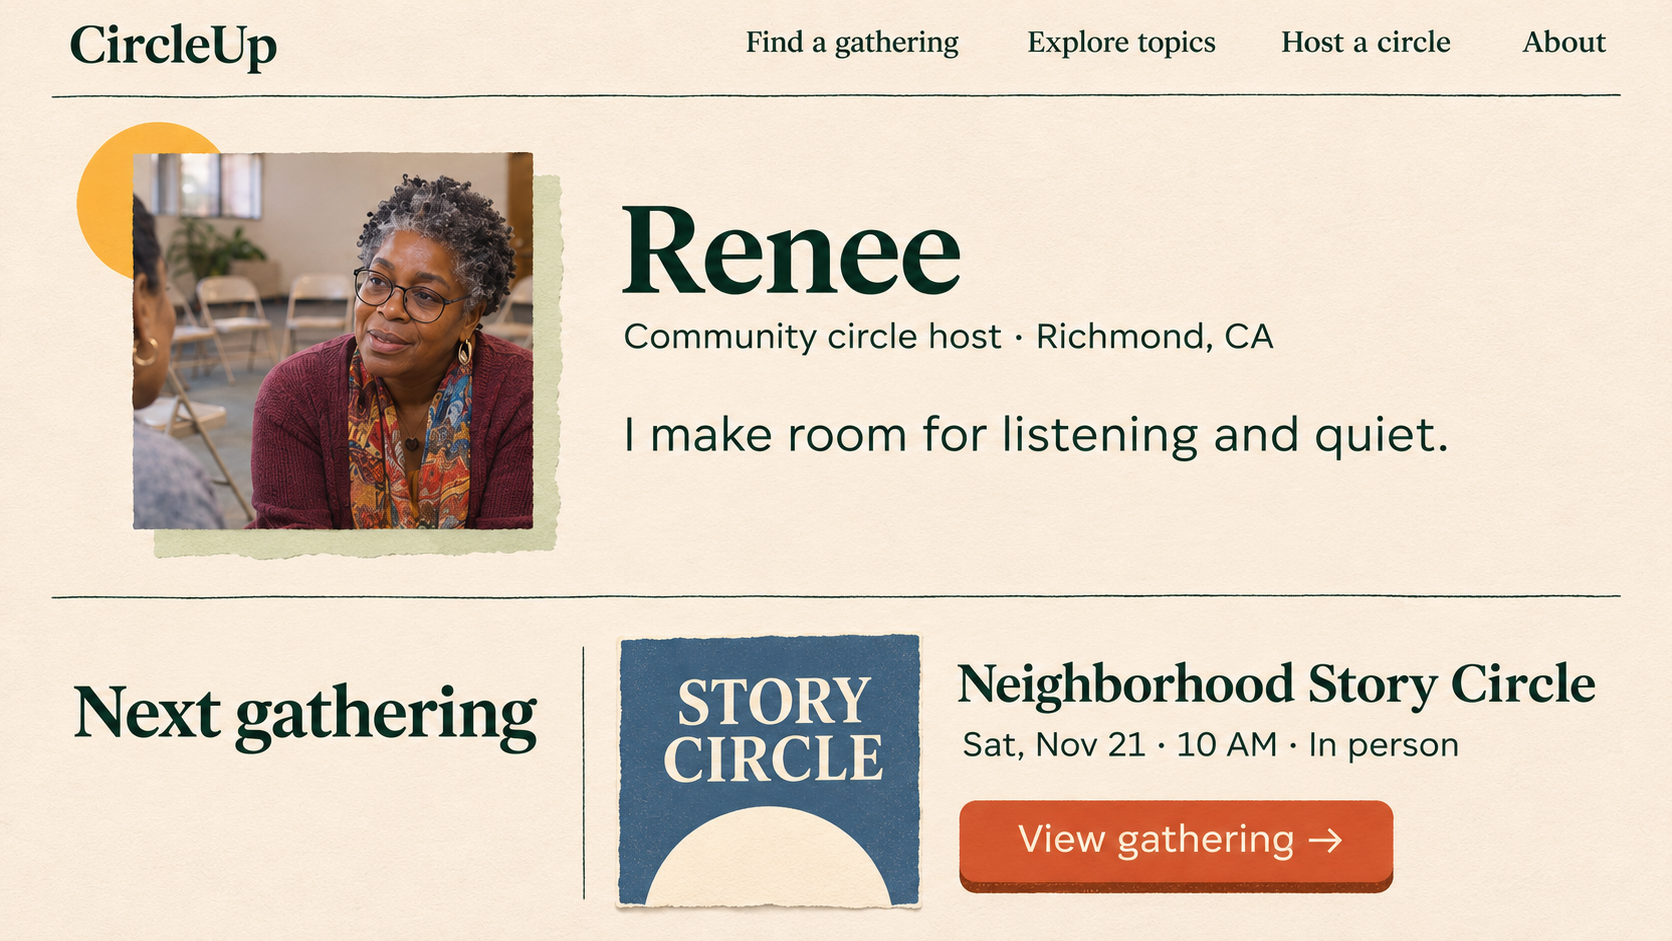 CircleUp
Find a gathering
Explore topics
Host a circle
About
Renee
Community circle host · Richmond, CA
I make room for listening and quiet.
Next gathering
STORY
CIRCLE
Neighborhood Story Circle
Sat, Nov 21 · 10 AM · In person
View gathering →